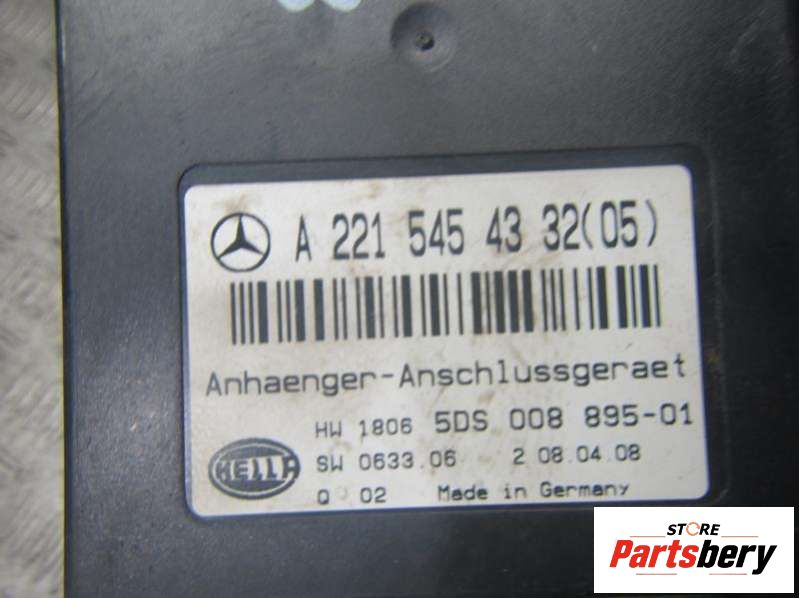 A 221 545 43 32(05)
Anhaenger-Anschlussgeraet
HW 1806 5DS 008 895-01
HELLA
SW 0633.06 2 08.04.08
Q 02 Made in Germany
STORE
Partsbery